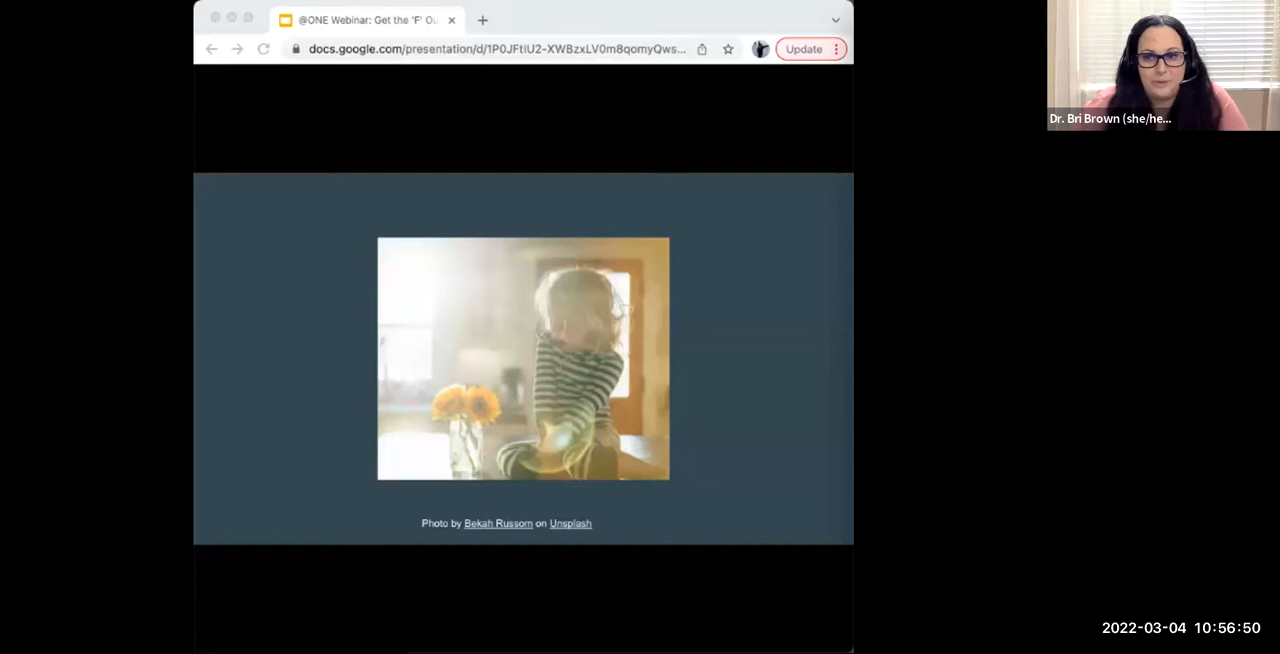 @ONE Webinar: Get the 'F' Ou
docs.google.com/presentation/d/1P0JFtIU2-XWBzxLV0m8qomyQws...
Update
Dr. Bri Brown (she/he...
Photo by Bekah Russom on Unsplash
2022-03-04 10:56:50